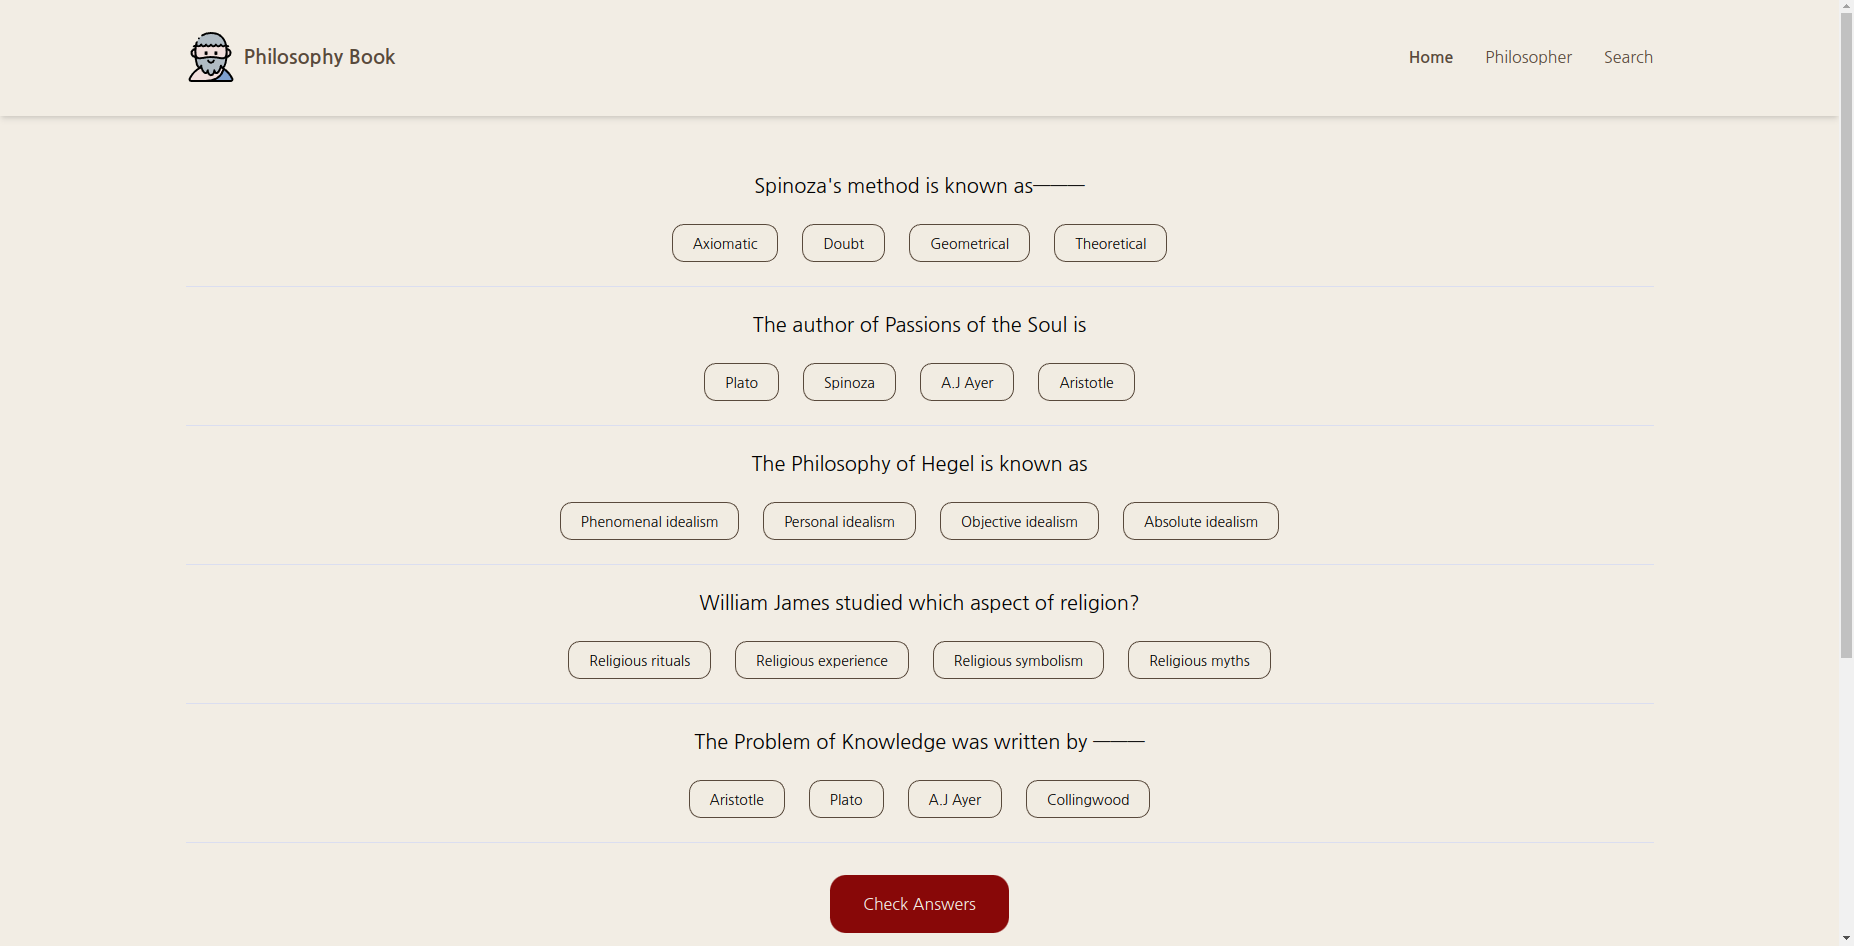 Philosophy Book
Home Philosopher Search
Spinoza's method is known as———
Axiomatic Doubt Geometrical Theoretical
The author of Passions of the Soul is
Plato Spinoza A.J Ayer Aristotle
The Philosophy of Hegel is known as
Phenomenal idealism Personal idealism Objective idealism Absolute idealism
William James studied which aspect of religion?
Religious rituals Religious experience Religious symbolism Religious myths
The Problem of Knowledge was written by ———
Aristotle Plato A.J Ayer Collingwood
Check Answers